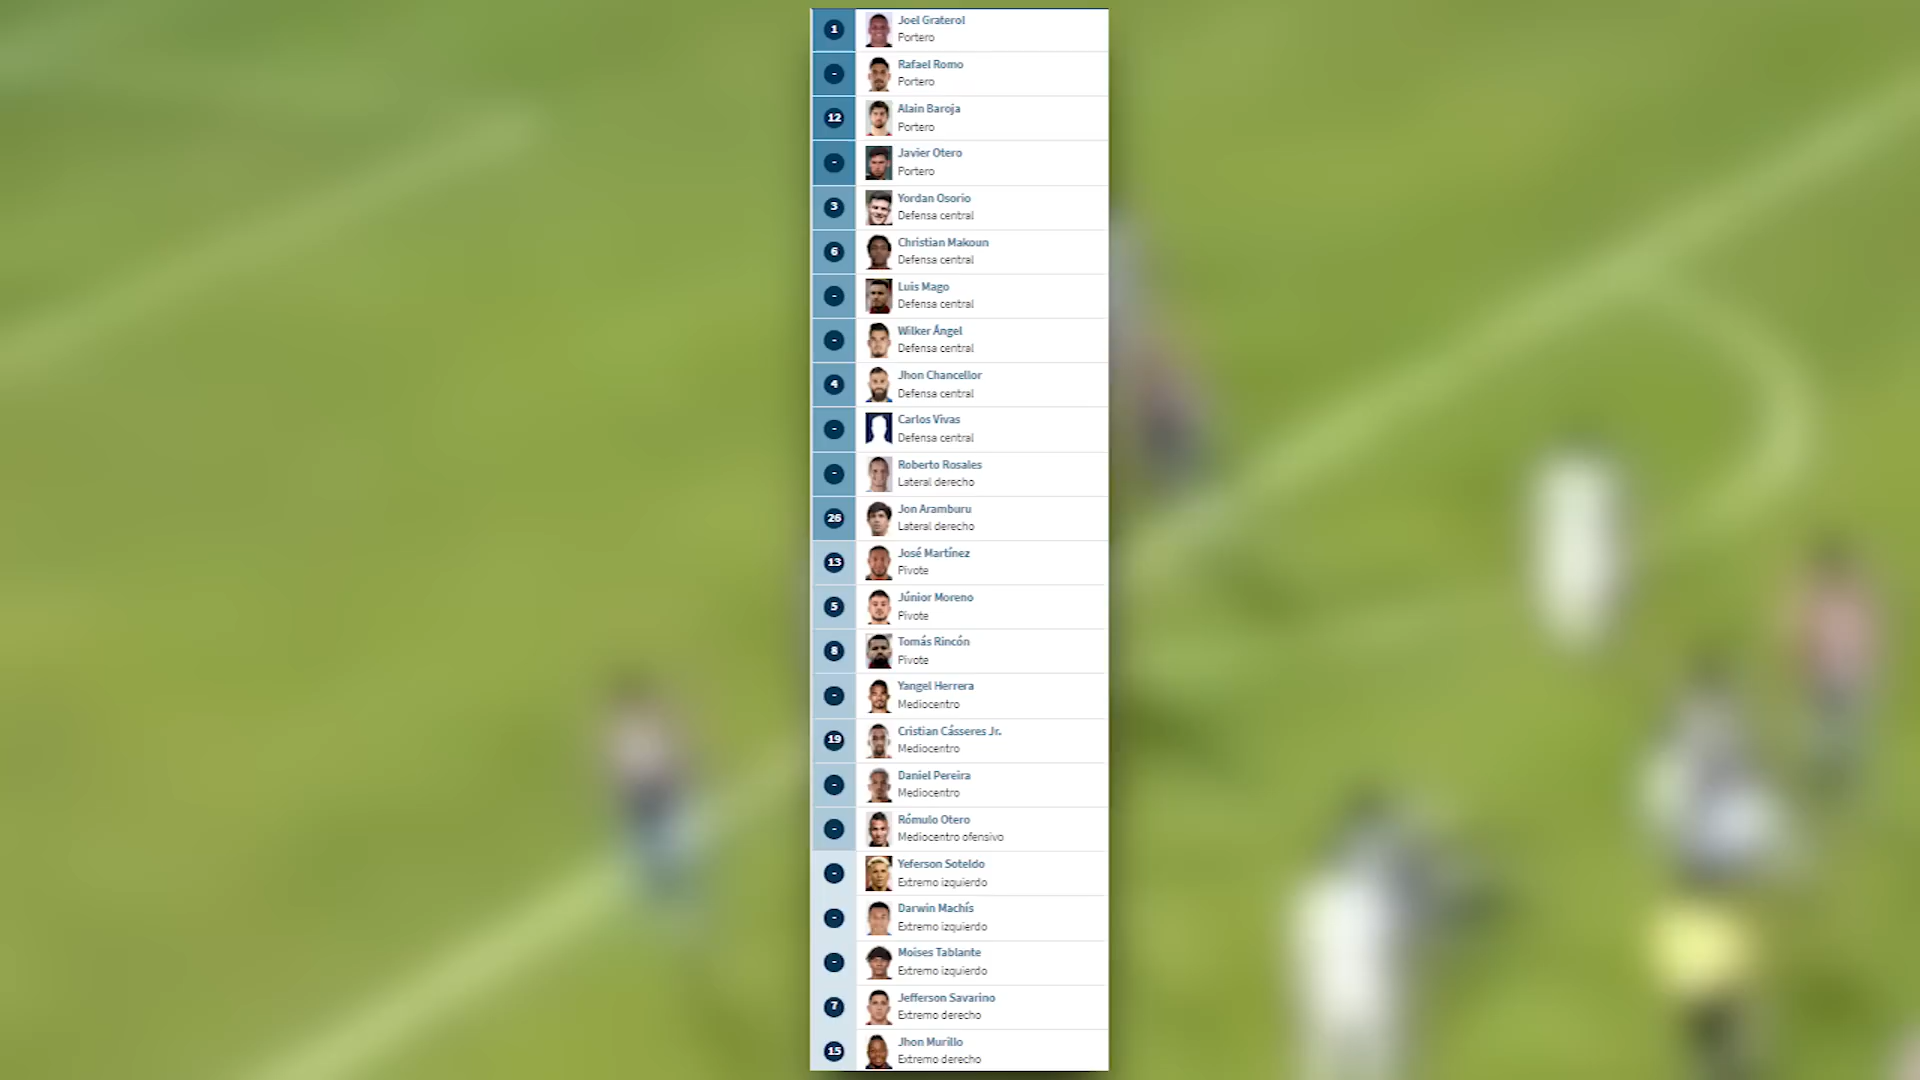 1
Joel Graterol
Portero
-
Rafael Romo
Portero
12
Alain Baroja
Portero
-
Javier Otero
Portero
3
Yordan Osorio
Defensa central
6
Christian Makoun
Defensa central
-
Luis Mago
Defensa central
-
Wilker Ángel
Defensa central
4
Jhon Chancellor
Defensa central
-
Carlos Vivas
Defensa central
-
Roberto Rosales
Lateral derecho
26
Jon Aramburu
Lateral derecho
13
José Martínez
Pivote
5
Júnior Moreno
Pivote
8
Tomás Rincón
Pivote
-
Yangel Herrera
Mediocentro
19
Cristian Cásseres Jr.
Mediocentro
-
Daniel Pereira
Mediocentro
-
Rómulo Otero
Mediocentro ofensivo
-
Yeferson Soteldo
Extremo izquierdo
-
Darwin Machís
Extremo izquierdo
-
Moises Tablante
Extremo izquierdo
7
Jefferson Savarino
Extremo derecho
15
Jhon Murillo
Extremo derecho